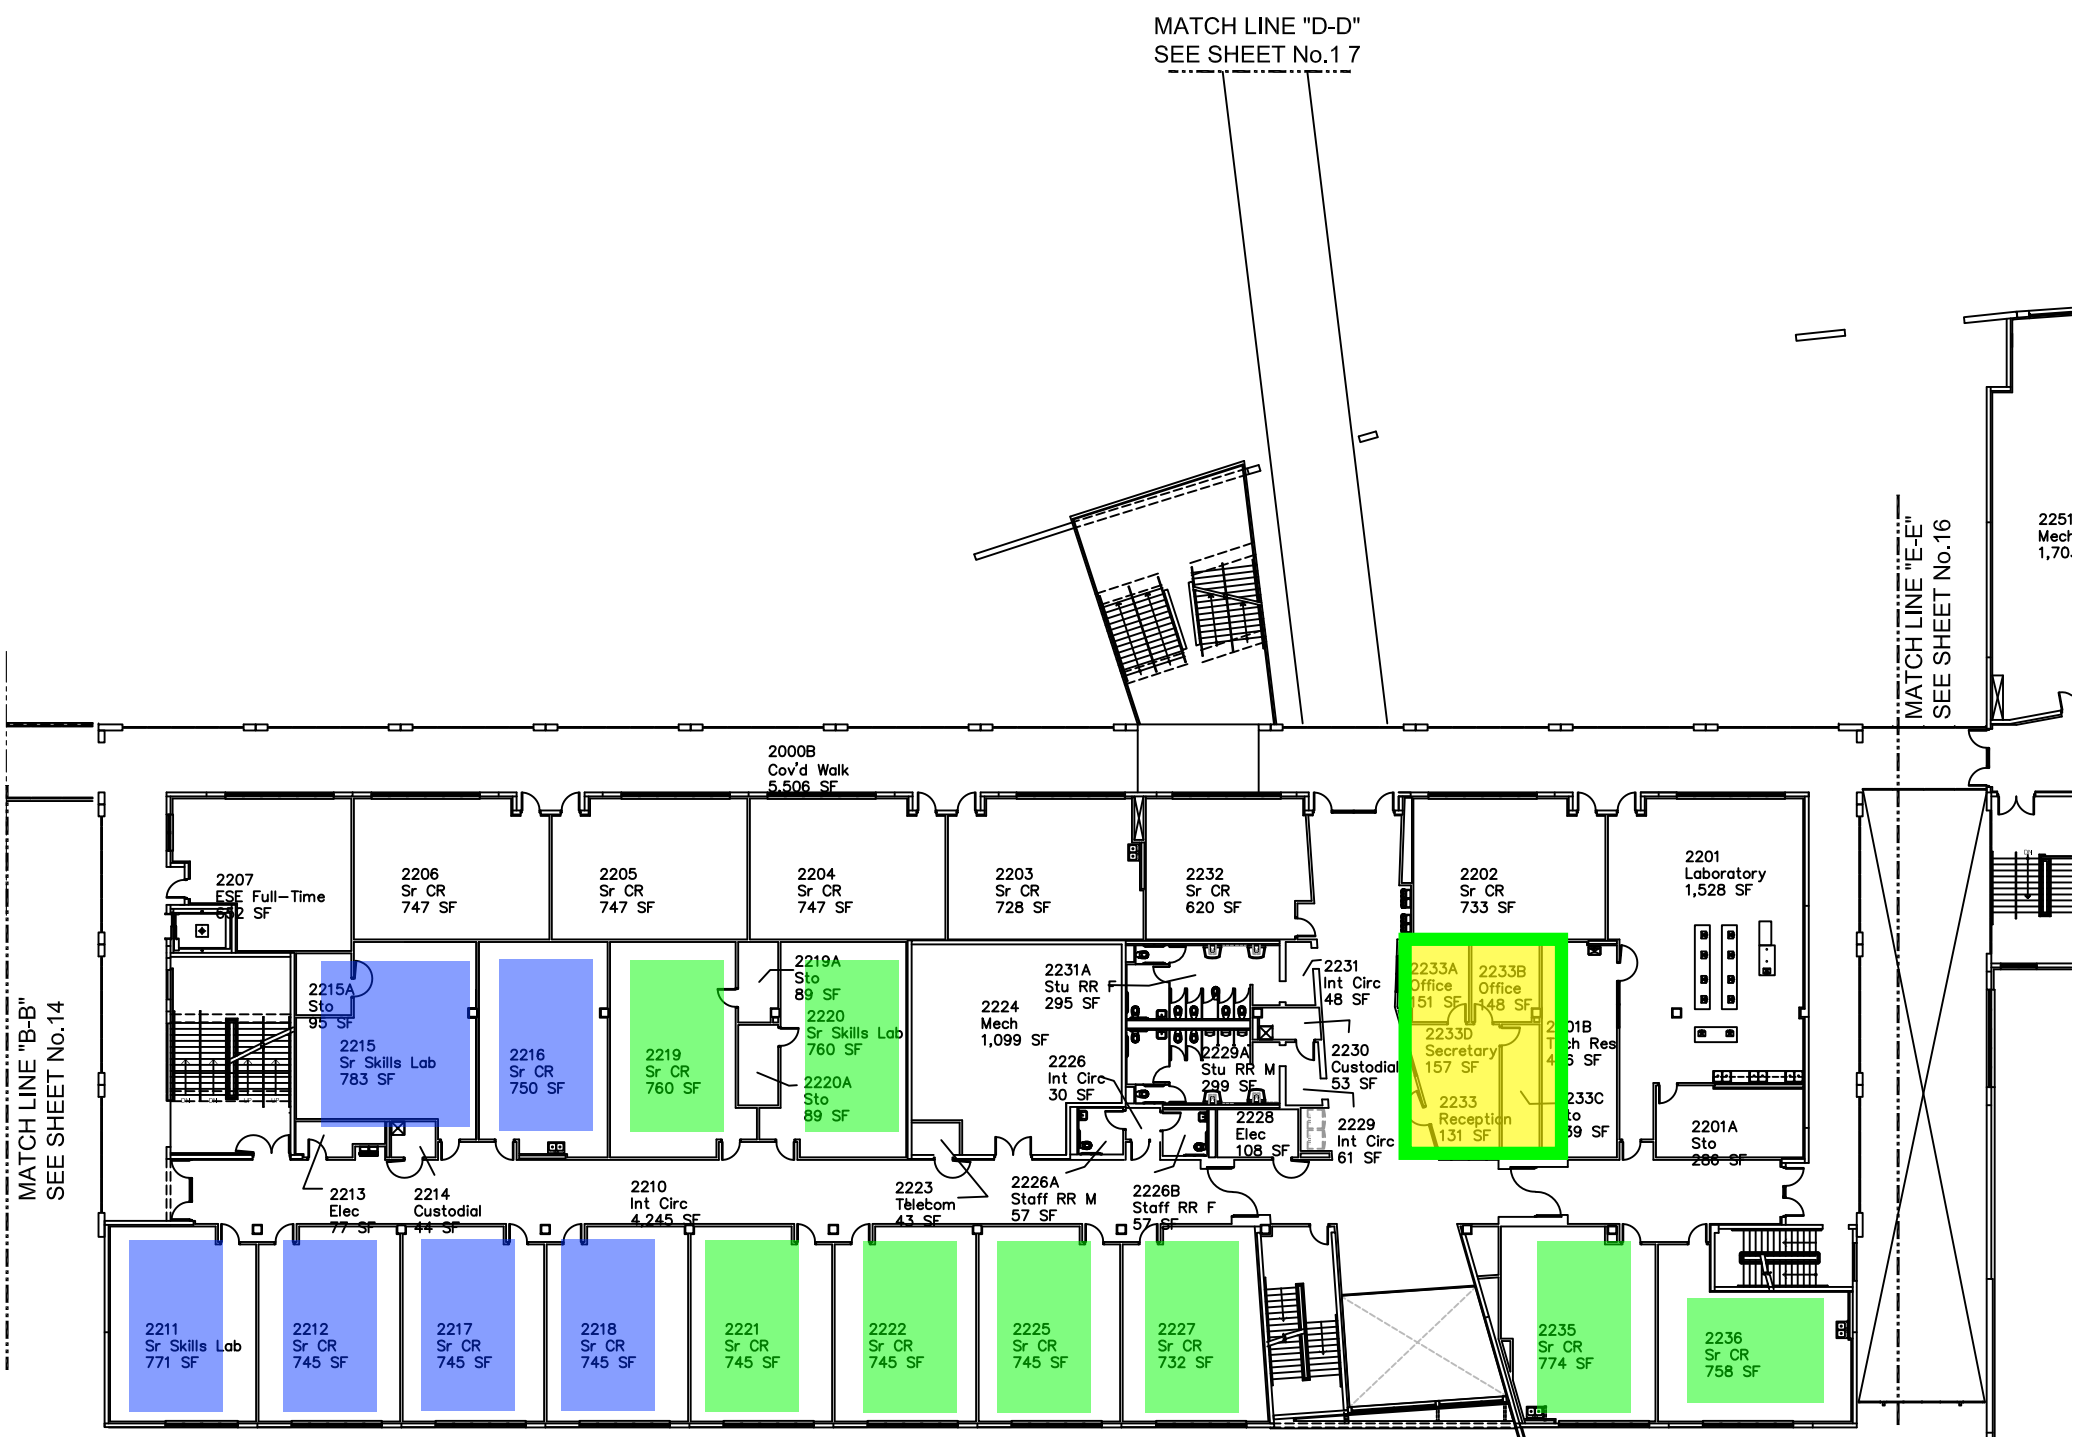 MATCH LINE "D-D"
SEE SHEET No.1 7
MATCH LINE "E-E"
SEE SHEET No.16
2251
Mech
MATCH LINE "B-B"
SEE SHEET No.14
2000B
Cov'd Walk
5,506 SF
2207
ESE Full-Time
2206
Sr CR
747 SF
2205
Sr CR
747 SF
2204
Sr CR
747 SF
2203
Sr CR
728 SF
2232
Sr CR
620 SF
2202
Sr CR
733 SF
2201
Laboratory
1,528 SF
2215A
Sto
95 SF
2215
Sr Skills Lab
783 SF
2216
Sr CR
750 SF
2219
Sr CR
760 SF
2219A
Sto
89 SF
2220
Sr Skills Lab
760 SF
2220A
Sto
89 SF
2224
Mech
1,099 SF
2231A
Stu RR F
295 SF
2226
Int Circ
30 SF
2229A
Stu RR M
299 SF
2231
Int Circ
48 SF
2230
Custodial
53 SF
2228
Elec
108 SF
2229
Int Circ
61 SF
2233A
Office
151 SF
2233B
Office
148 SF
2233D
Secretary
157 SF
2233
Reception
131 SF
SF
2201A
Sto
286 SF
2213
Elec
77 SF
2214
Custodial
44 SF
2210
Int Circ
4,245 SF
2223
Telecom
43 SF
2226A
Staff RR M
57 SF
2226B
Staff RR F
57 SF
2211
Sr Skills Lab
771 SF
2212
Sr CR
745 SF
2217
Sr CR
745 SF
2218
Sr CR
745 SF
2221
Sr CR
745 SF
2222
Sr CR
745 SF
2225
Sr CR
745 SF
2227
Sr CR
732 SF
2235
Sr CR
774 SF
2236
Sr CR
758 SF